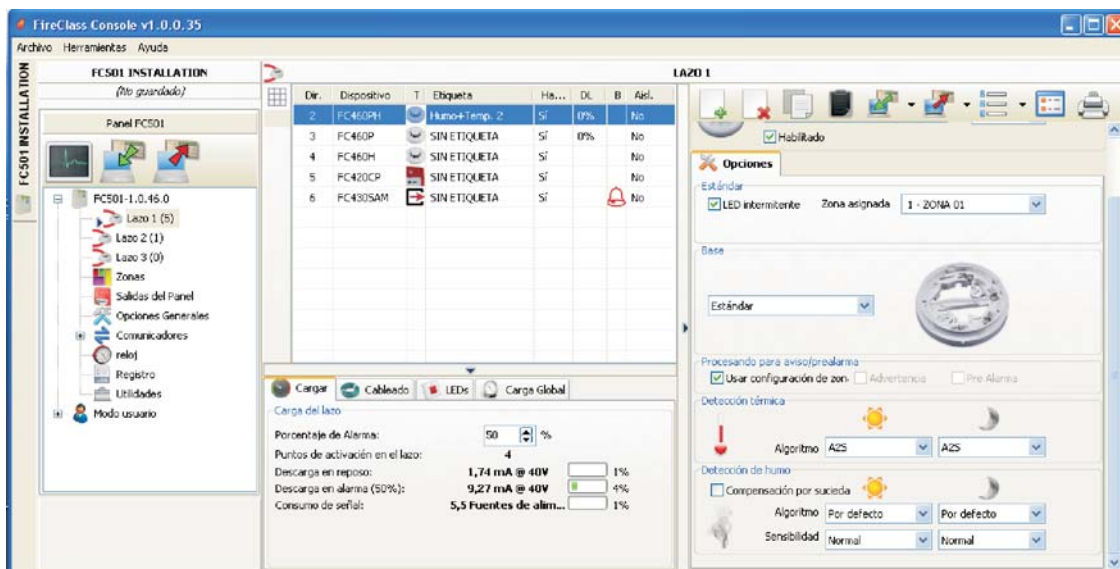 FireClass Console v1.0.0.35
Archivo Herramientas Ayuda
FC501 INSTALLATION
FC501 INSTALLATION
(No guardado)
Panel FC501
FC501-1.0.46.0
Lazo 1 (5)
Lazo 2 (1)
Lazo 3 (0)
Zonas
Salidas del Panel
Opciones Generales
Comunicadores
reloj
Registro
Utilidades
Modo usuario
LAZO 1
Dir. Dispositivo T Etiqueta Ha... DL B Aisl.
2 FC460PH Humo+Temp. 2 Sí 0% No
3 FC460P SIN ETIQUETA Sí 0% No
4 FC460H SIN ETIQUETA Sí No
5 FC420CP SIN ETIQUETA Sí No
6 FC430SAM SIN ETIQUETA Sí No
Cargar Cableado LEDs Carga Global
Carga del lazo
Porcentaje de Alarma: 50 %
Puntos de activación en el lazo: 4
Descarga en reposo: 1,74 mA @ 40V 1%
Descarga en alarma (50%): 9,27 mA @ 40V 4%
Consumo de señal: 5,5 Fuentes de alim... 1%
Habilitado
Opciones
Estándar
LED intermitente Zona asignada 1 - ZONA 01
Base
Estándar
Procesando para aviso/prealarma
Usar configuración de zon. Advertencia Pre Alarma
Detección térmica
Algoritmo A2S A2S
Detección de humo
Compensación por sucieda
Algoritmo Por defecto Por defecto
Sensibilidad Normal Normal